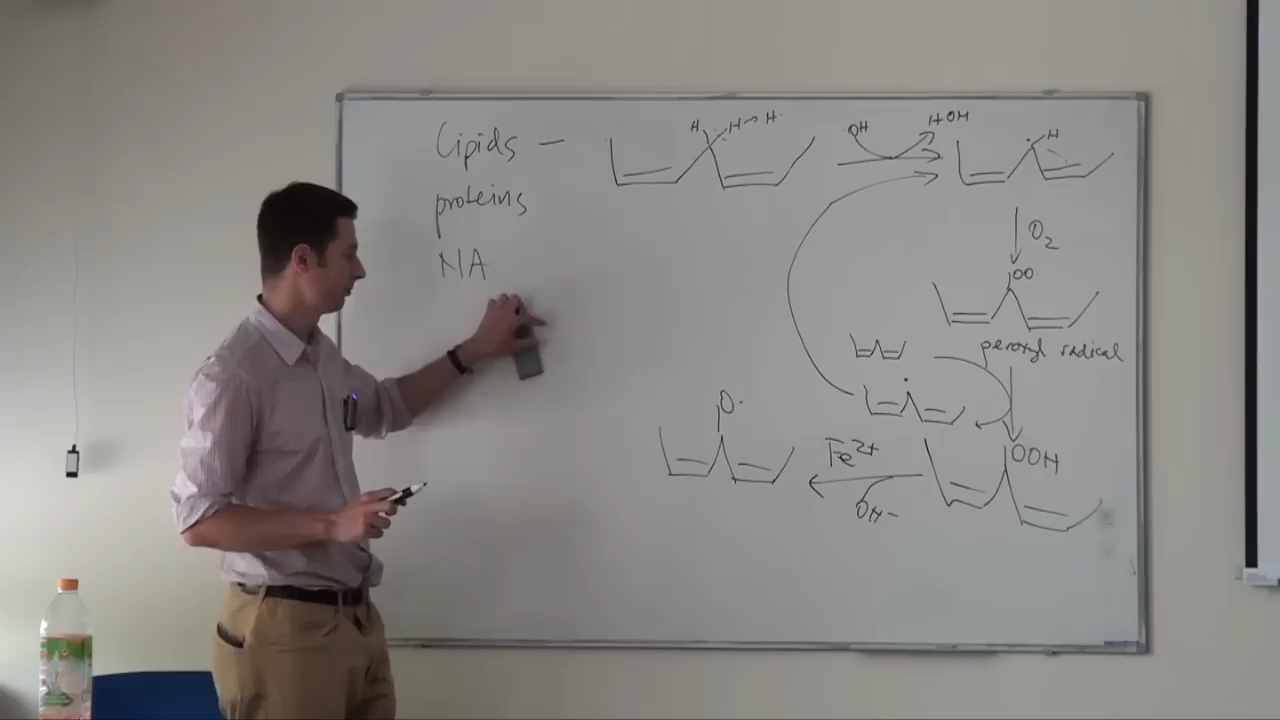 Lipids –
proteins
NA
H H → H·
·OH
HOH
H
O2
OO·
peroxyl radical
OOH
Fe2+
OH-
O·